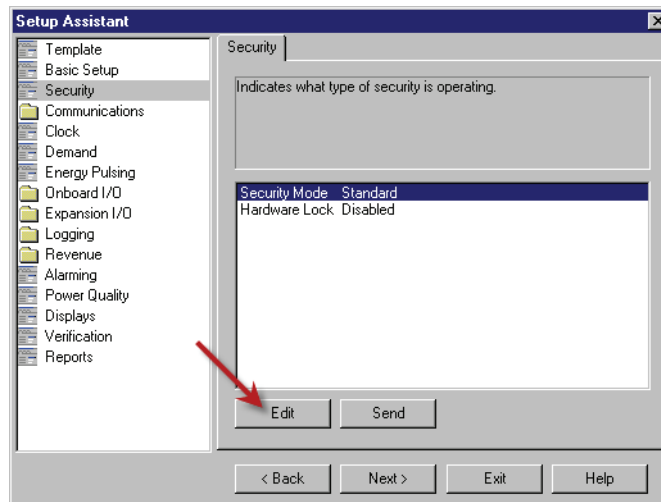 Setup Assistant
Template
Basic Setup
Security
Communications
Clock
Demand
Energy Pulsing
Onboard I/O
Expansion I/O
Logging
Revenue
Alarming
Power Quality
Displays
Verification
Reports
Security
Indicates what type of security is operating.
Security Mode Standard
Hardware Lock Disabled
Edit Send
< Back Next > Exit Help